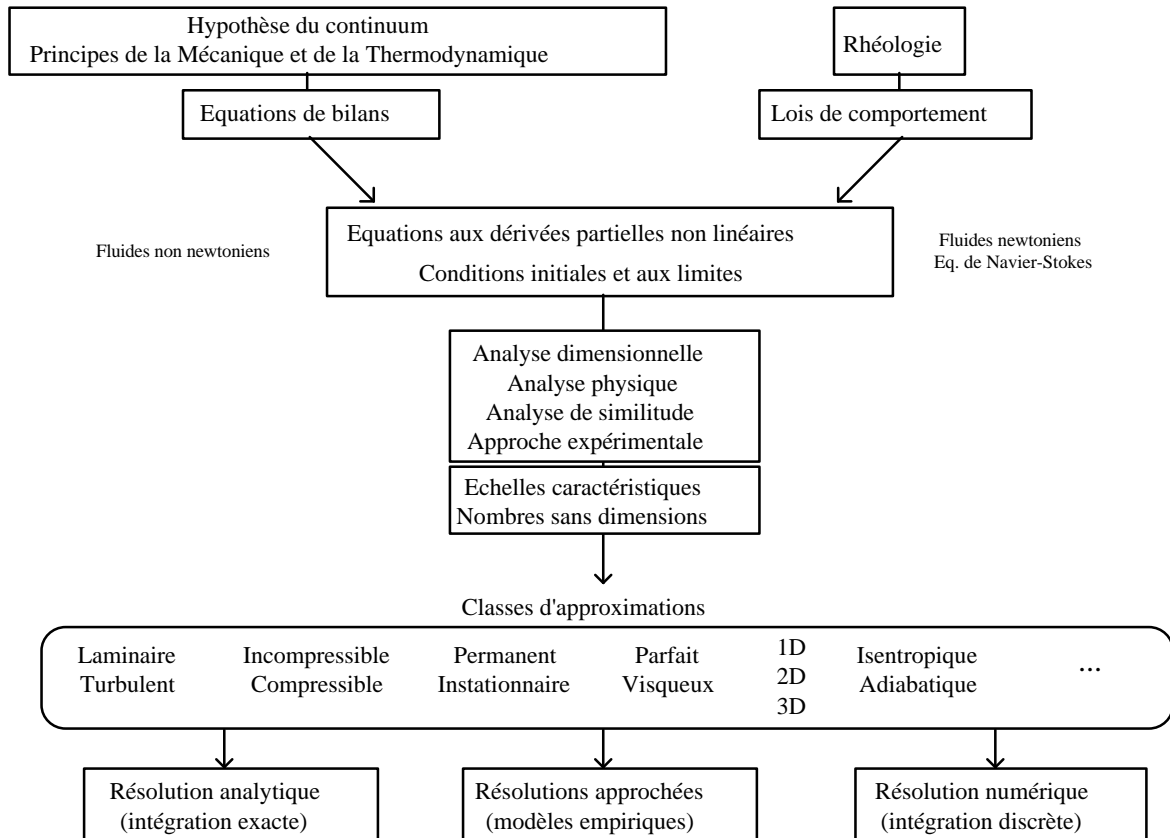 Hypothèse du continuum
Principes de la Mécanique et de la Thermodynamique
Rhéologie
Equations de bilans
Lois de comportement
Equations aux dérivées partielles non linéaires
Conditions initiales et aux limites
Fluides non newtoniens
Fluides newtoniens
Eq. de Navier-Stokes
Analyse dimensionnelle
Analyse physique
Analyse de similitude
Approche expérimentale
Echelles caractéristiques
Nombres sans dimensions
Classes d'approximations
Laminaire
Turbulent
Incompressible
Compressible
Permanent
Instationnaire
Parfait
Visqueux
1D
2D
3D
Isentropique
Adiabatique
...
Résolution analytique
(intégration exacte)
Résolutions approchées
(modèles empiriques)
Résolution numérique
(intégration discrète)